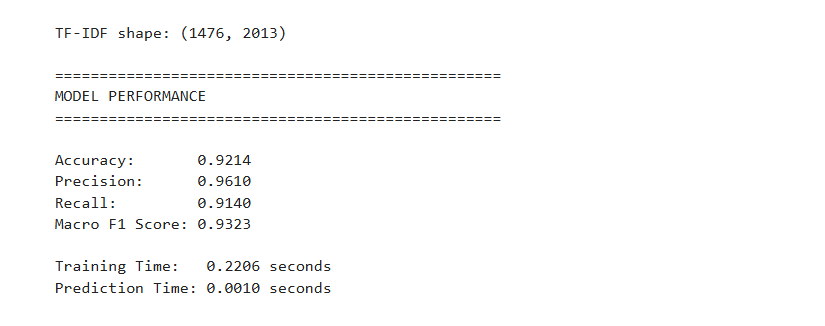 TF-IDF shape: (1476, 2013)
==================================================
MODEL PERFORMANCE
==================================================
Accuracy: 0.9214
Precision: 0.9610
Recall: 0.9140
Macro F1 Score: 0.9323
Training Time: 0.2206 seconds
Prediction Time: 0.0010 seconds